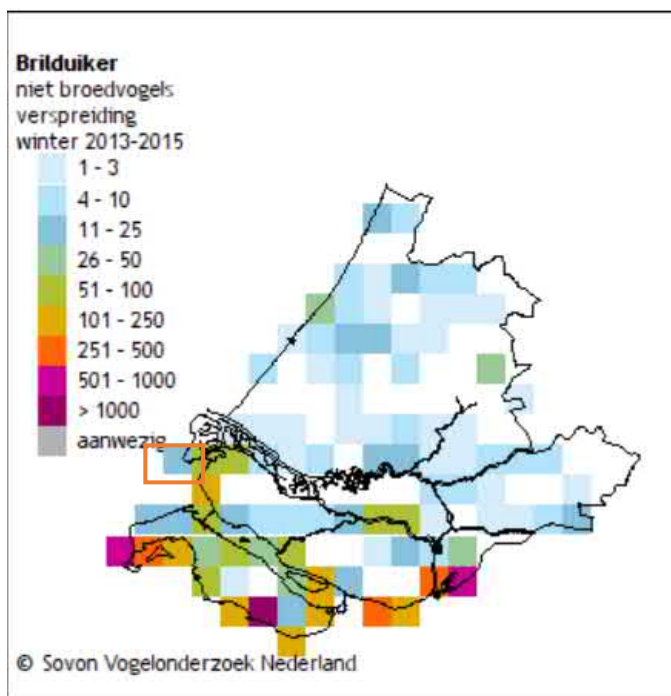 Brilduiker
niet broedvogels
verspreiding
winter 2013-2015
1 - 3
4 - 10
11 - 25
26 - 50
51 - 100
101 - 250
251 - 500
501 - 1000
> 1000
aanwezig
© Sovon Vogelonderzoek Nederland